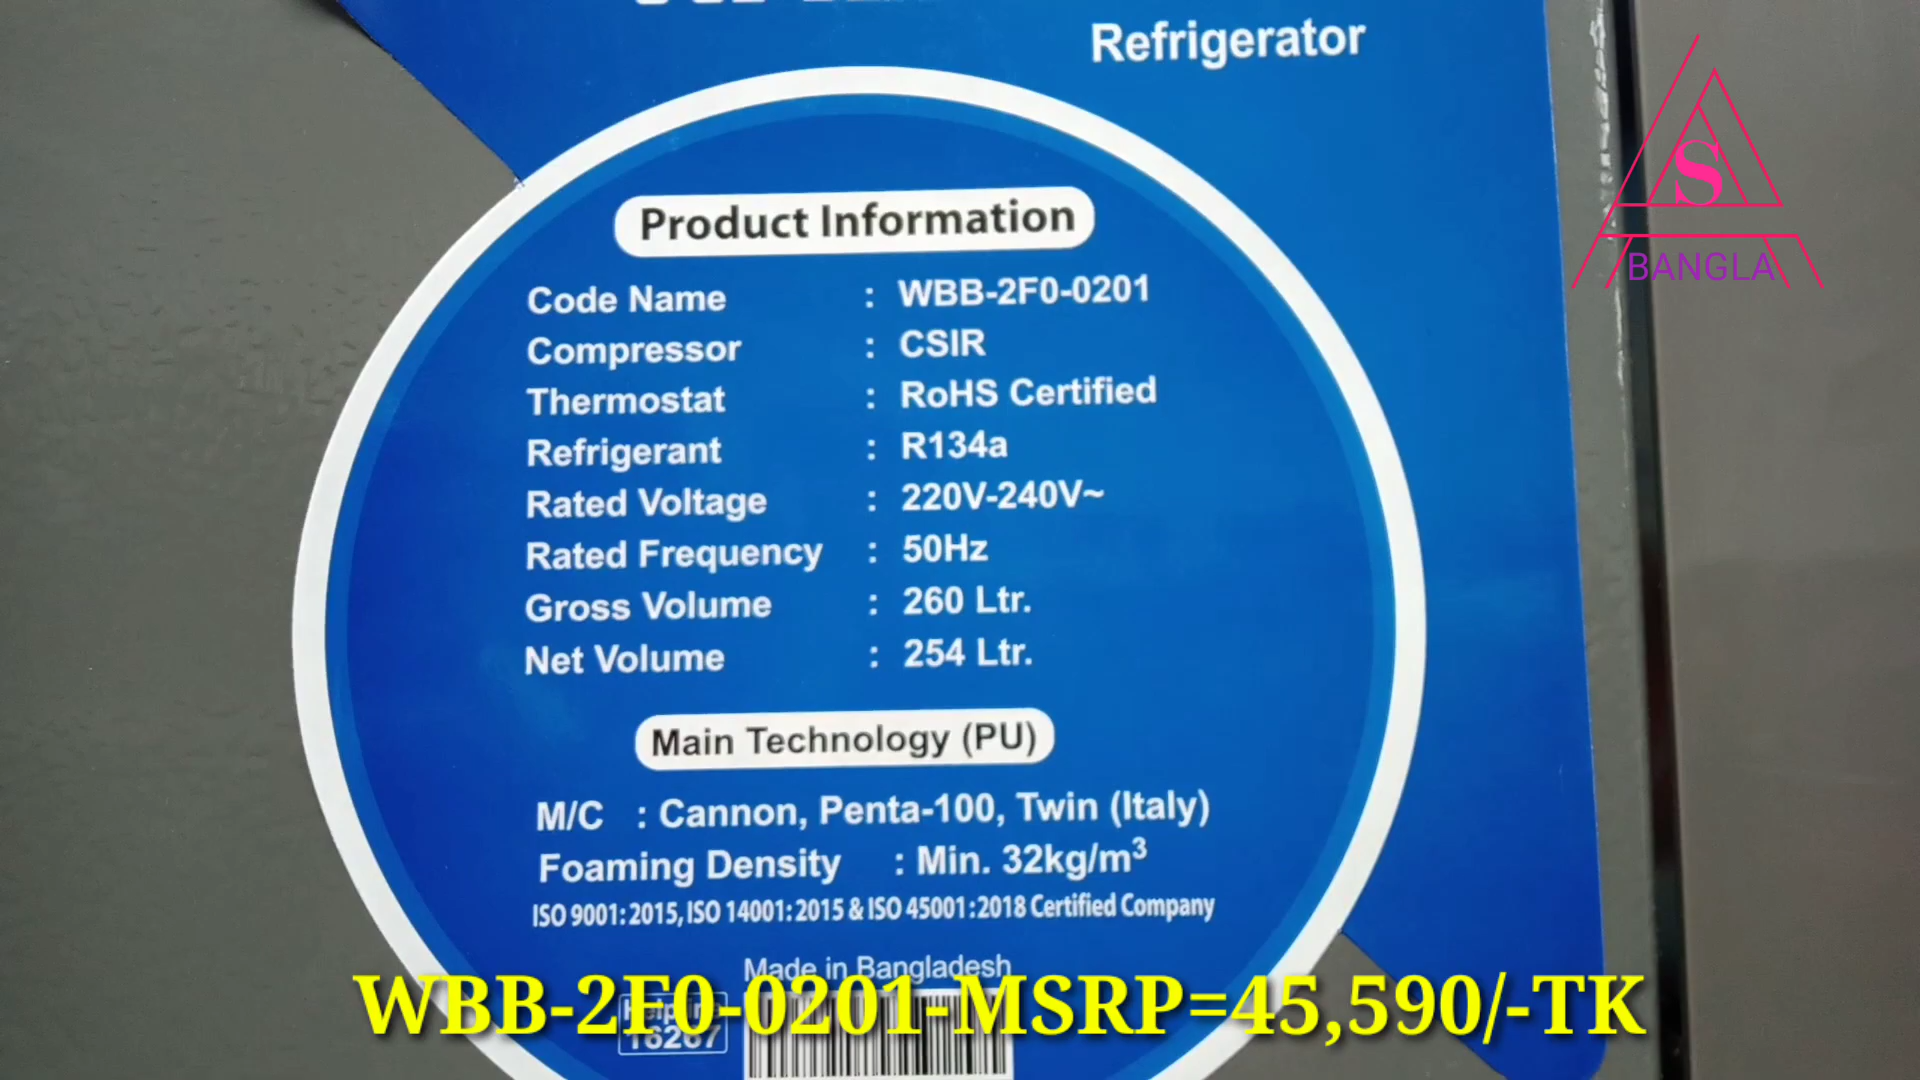 Refrigerator
S
BANGLA
Product Information
Code Name : WBB-2F0-0201
Compressor : CSIR
Thermostat : RoHS Certified
Refrigerant : R134a
Rated Voltage : 220V-240V~
Rated Frequency : 50Hz
Gross Volume : 260 Ltr.
Net Volume : 254 Ltr.
Main Technology (PU)
M/C : Cannon, Penta-100, Twin (Italy)
Foaming Density : Min. 32kg/m³
ISO 9001:2015, ISO 14001:2015 & ISO 45001:2018 Certified Company
Made in Bangladesh
WBB-2F0-0201-MSRP=45,590/-TK
Helpline
16267